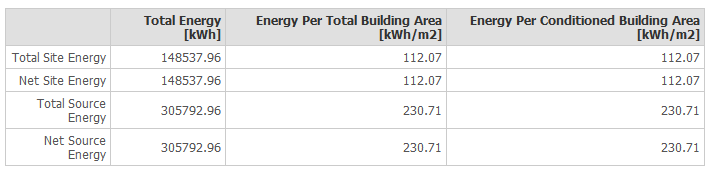 Total Energy [kWh] Energy Per Total Building Area [kWh/m2] Energy Per Conditioned Building Area [kWh/m2]
Total Site Energy 148537.96 112.07 112.07
Net Site Energy 148537.96 112.07 112.07
Total Source Energy 305792.96 230.71 230.71
Net Source Energy 305792.96 230.71 230.71